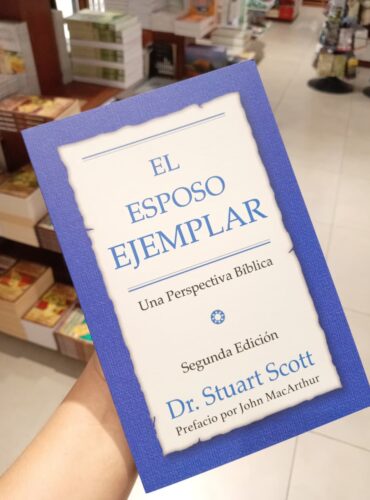 EL
ESPOSO
EJEMPLAR
Una Perspectiva Bíblica
Segunda Edición
Dr. Stuart Scott
Prefacio por John MacArthur